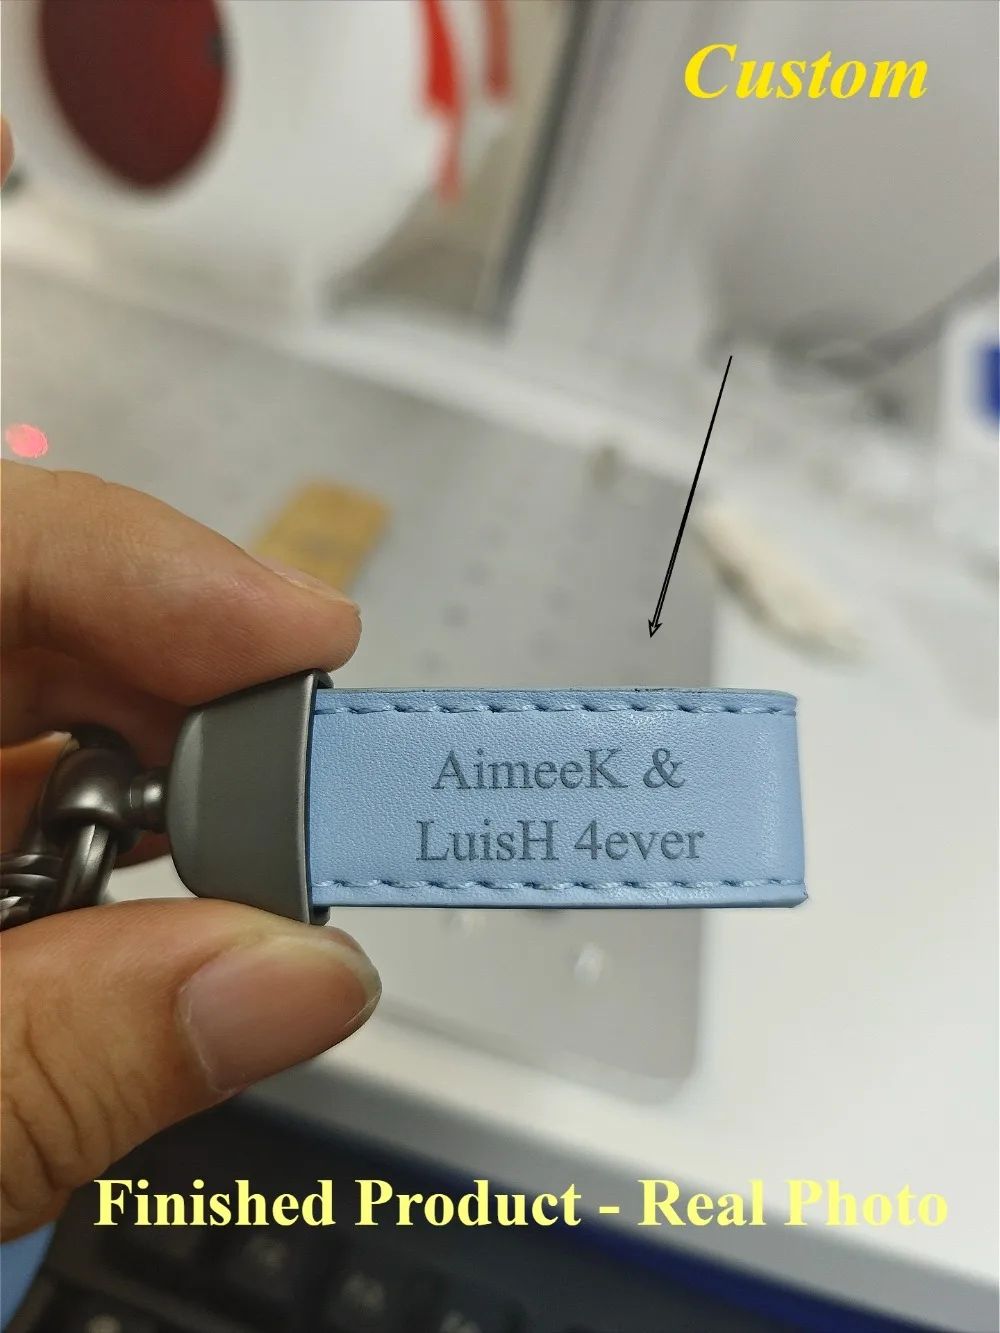 Custom
AimeeK &
LuisH 4ever
Finished Product - Real Photo